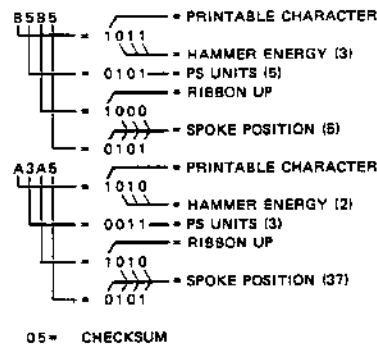 B585 = PRINTABLE CHARACTER
= 1011
= HAMMER ENERGY (3)
= 0101 = PS UNITS (5)
= RIBBON UP
= 1000
= SPOKE POSITION (5)
= 0101
A3A5 = PRINTABLE CHARACTER
= 1010
= HAMMER ENERGY (2)
= 0011 = PS UNITS (3)
= RIBBON UP
= 1010
= SPOKE POSITION (37)
= 0101
05= CHECKSUM